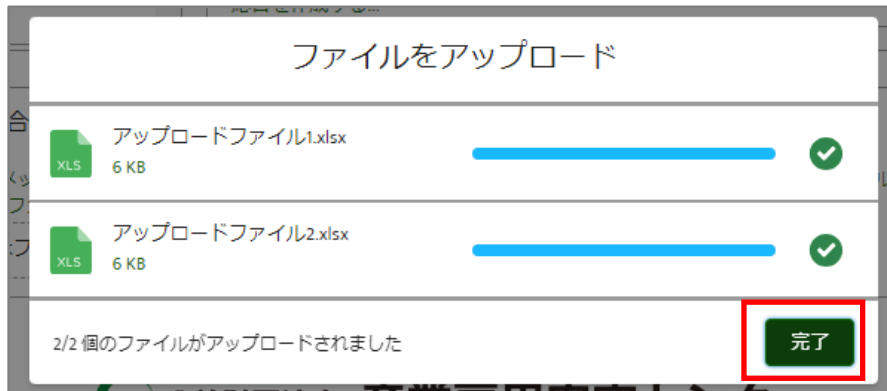 ファイルをアップロード
アップロードファイル1.xlsx
XLS
6 KB
アップロードファイル2.xlsx
XLS
6 KB
2/2 個のファイルがアップロードされました
完了